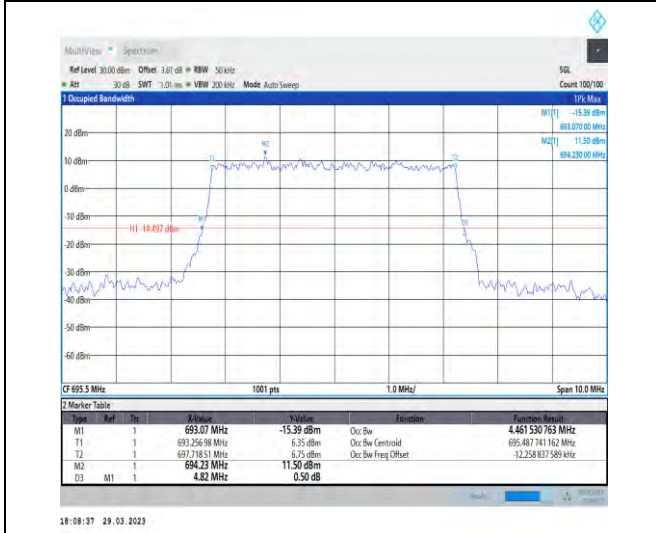 MultiView Spectrum
Ref Level 30.00 dBm Offset 3.61 dB RBW 50 kHz SGL
Att 30 dB SWT 1.01 ms VBW 200 kHz Mode Auto Sweep Count 100/100
1 Occupied Bandwidth 1Pk Max
M1[1] -15.39 dBm
693.070 00 MHz
M2[1] 11.50 dBm
694.230 00 MHz
20 dBm
M2
T1 T2
10 dBm
0 dBm
-10 dBm
M1 D3
H1 -14.497 dBm
-20 dBm
-30 dBm
-40 dBm
-50 dBm
-60 dBm
CF 695.5 MHz 1001 pts 1.0 MHz/ Span 10.0 MHz
2 Marker Table
Type Ref Trc X-Value Y-Value Function Function Result
M1 1 693.07 MHz -15.39 dBm Occ Bw 4.461 530 763 MHz
T1 1 693.256 98 MHz 6.35 dBm Occ Bw Centroid 695.487 741 162 MHz
T2 1 697.718 51 MHz 6.75 dBm Occ Bw Freq Offset -12.258 837 589 kHz
M2 1 694.23 MHz 11.50 dBm
D3 M1 1 4.82 MHz 0.50 dB
18:08:37 29.03.2023